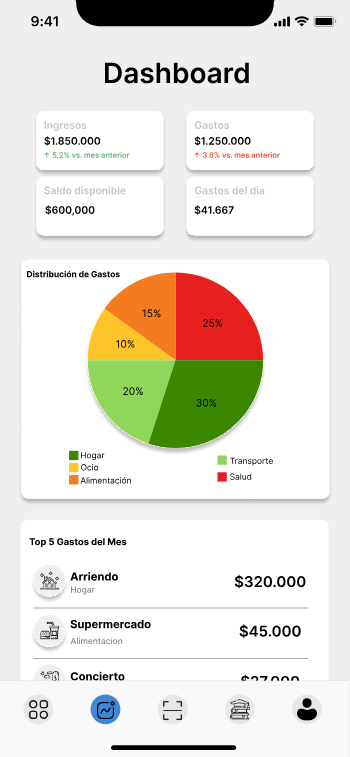 9:41
Dashboard
Ingresos
$1.850.000
↑ 5.2% vs. mes anterior
Gastos
$1.250.000
↑ 3.8% vs. mes anterior
Saldo disponible
$600,000
Gastos del dia
$41.667
Distribución de Gastos
15%
25%
10%
20%
30%
Hogar
Ocio
Alimentación
Transporte
Salud
Top 5 Gastos del Mes
Arriendo
$320.000
Hogar
Supermercado
$45.000
Alimentacion
Concierto